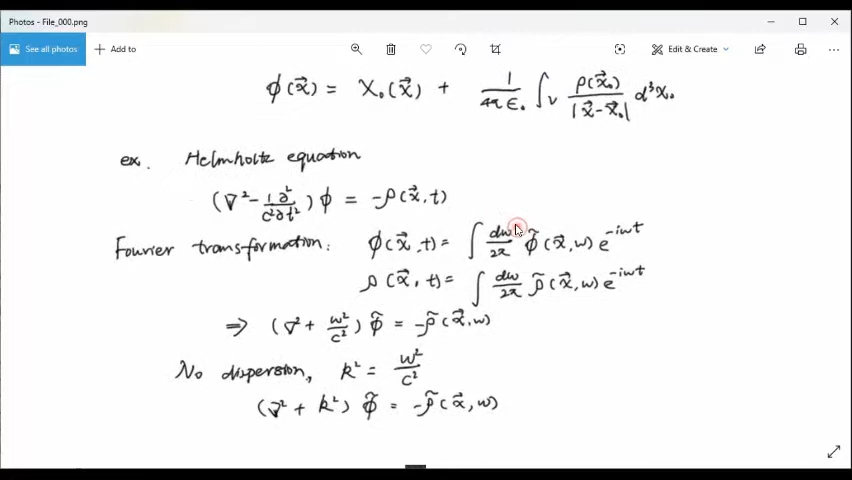 Photos - File_000.png
See all photos + Add to Edit & Create
ϕ(x⃗) = X₀(x⃗) + 1/(4πε₀) ∫_V ρ(x⃗₀)/|x⃗-x⃗₀| d³x₀
ex. Helmholtz equation
(∇² - 1/c² ∂²/∂t²) ϕ = -ρ(x⃗,t)
Fourier transformation: ϕ(x⃗,t) = ∫ dω/2π ϕ̃(x⃗,ω) e^{-iωt}
ρ(x⃗,t) = ∫ dω/2π ρ̃(x⃗,ω) e^{-iωt}
⇒ (∇² + ω²/c²) ϕ̃ = -ρ̃(x⃗,ω)
No dispersion, k² = ω²/c²
(∇² + k²) ϕ̃ = -ρ̃(x⃗,ω)